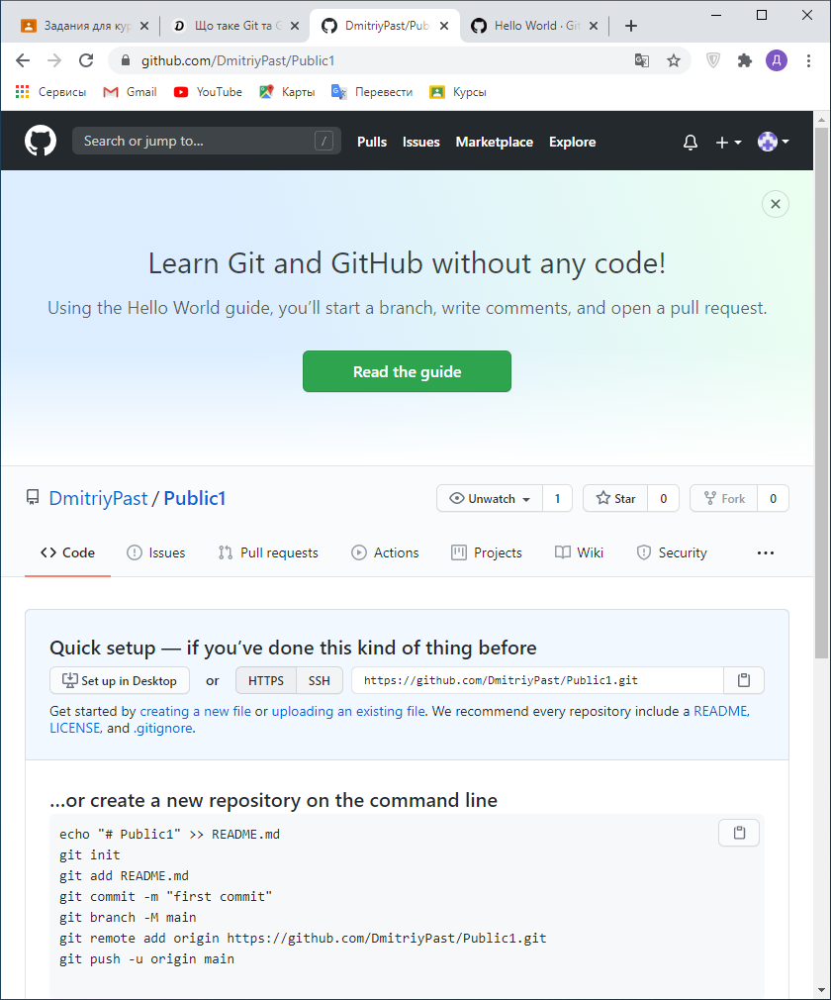 Задания для кур
Що таке Git та G
DmitriyPast/Pub
Hello World · Git
github.com/DmitriyPast/Public1
Д
Сервисы
Gmail
YouTube
Карты
Перевести
Курсы
Search or jump to...
/
Pulls
Issues
Marketplace
Explore
Learn Git and GitHub without any code!
Using the Hello World guide, you’ll start a branch, write comments, and open a pull request.
Read the guide
DmitriyPast / Public1
Unwatch 1
Star 0
Fork 0
Code
Issues
Pull requests
Actions
Projects
Wiki
Security
Quick setup — if you’ve done this kind of thing before
Set up in Desktop or HTTPS SSH https://github.com/DmitriyPast/Public1.git
Get started by creating a new file or uploading an existing file. We recommend every repository include a README,
LICENSE, and .gitignore.
…or create a new repository on the command line
echo "# Public1" >> README.md
git init
git add README.md
git commit -m "first commit"
git branch -M main
git remote add origin https://github.com/DmitriyPast/Public1.git
git push -u origin main